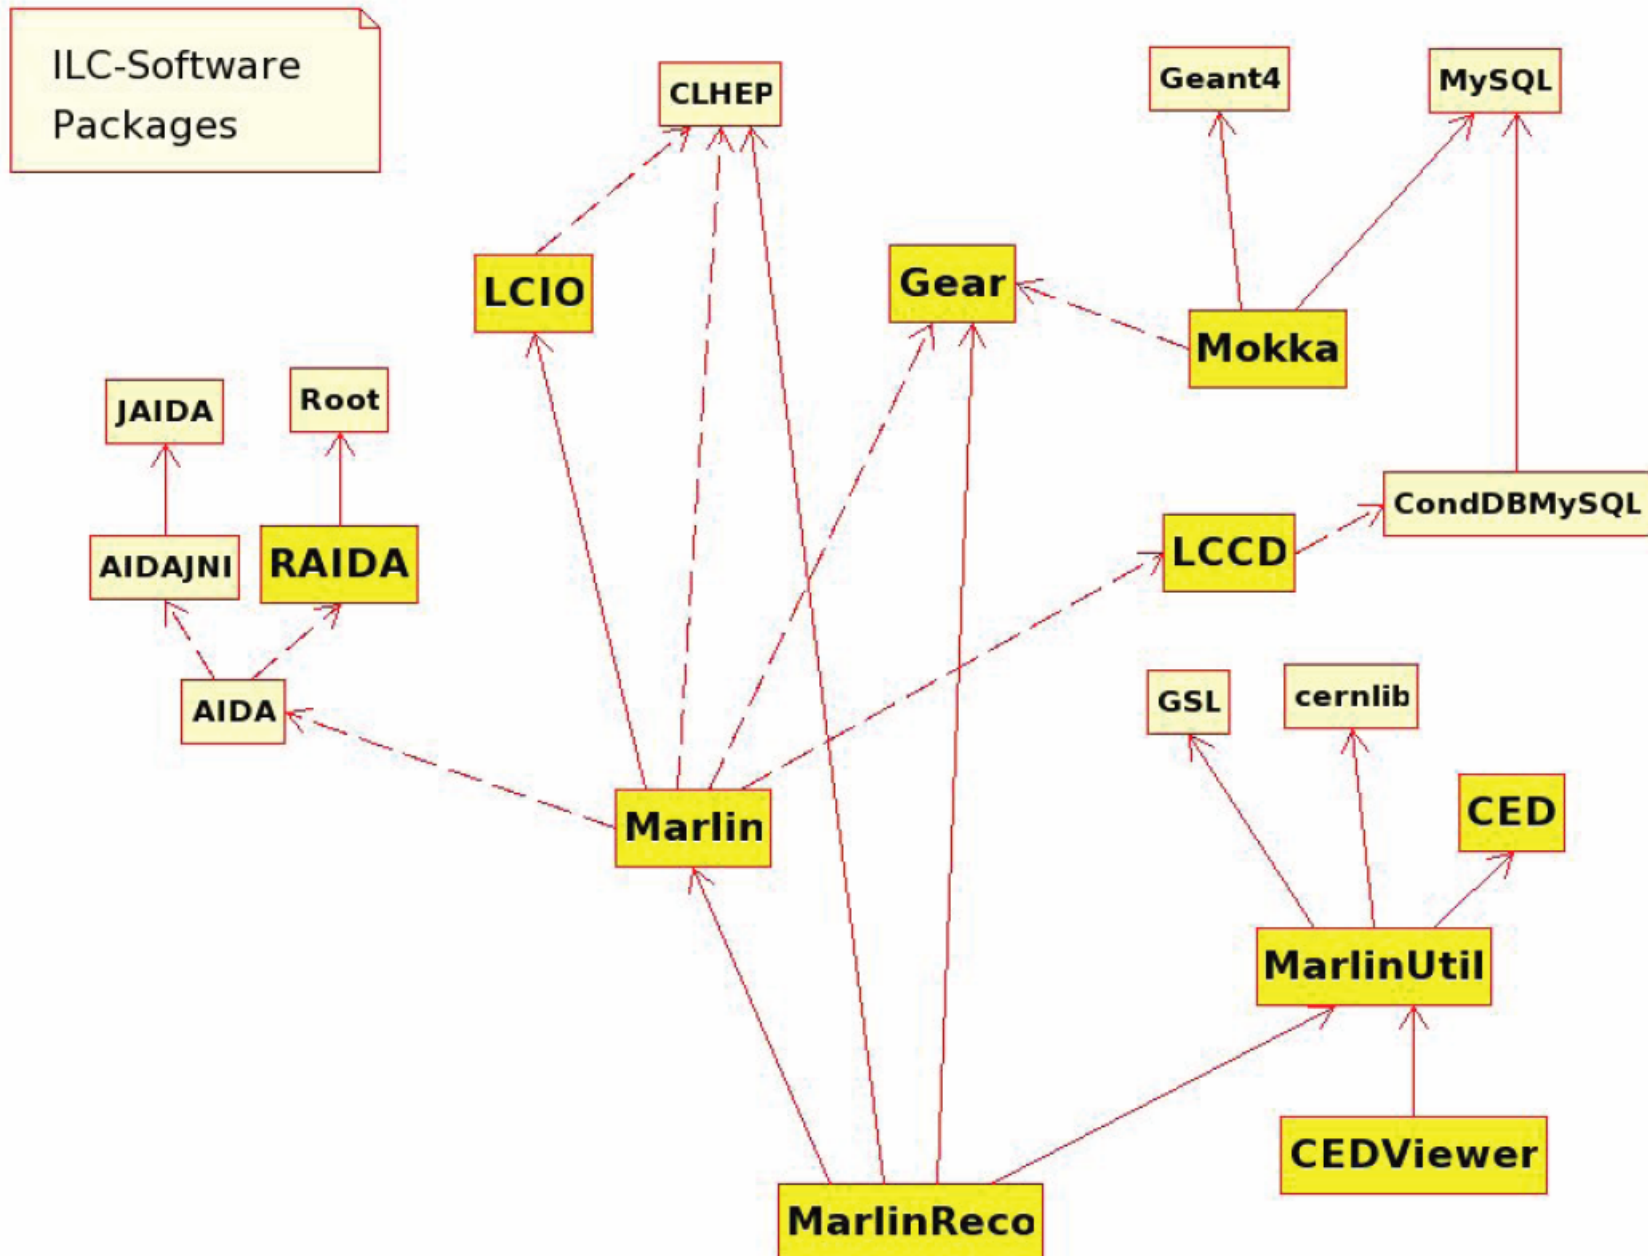 ILC-Software
Packages
CLHEP
Geant4
MySQL
LCIO
Gear
Mokka
JAIDA
Root
CondDBMySQL
AIDAJNI
RAIDA
LCCD
AIDA
GSL
cernlib
Marlin
CED
MarlinUtil
CEDViewer
MarlinReco